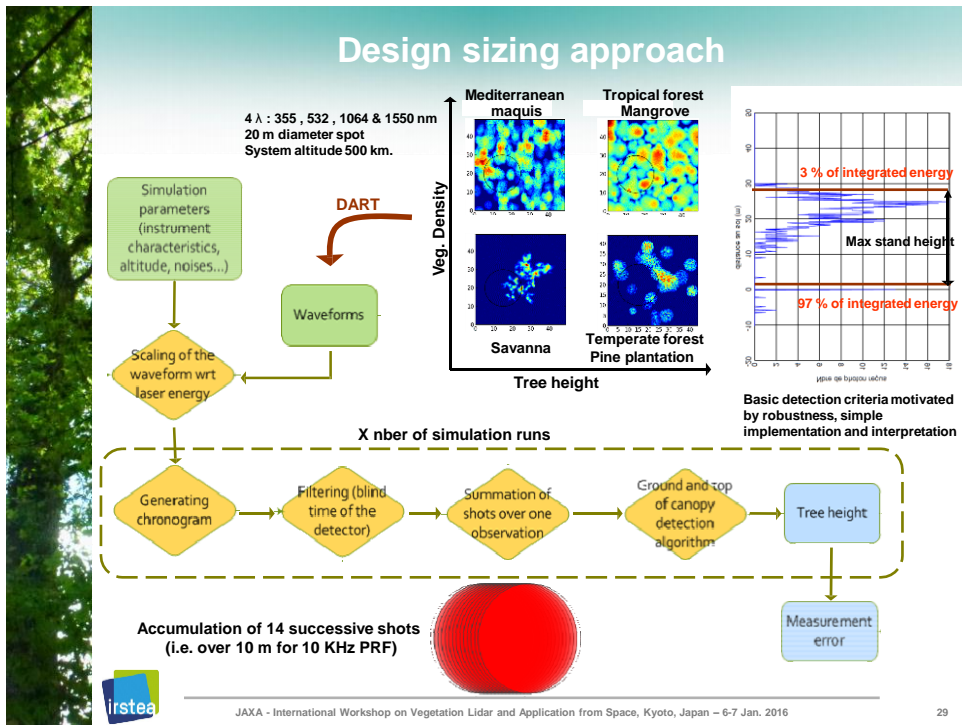 Design sizing approach
4 λ : 355 , 532 , 1064 & 1550 nm
20 m diameter spot
System altitude 500 km.
Simulation
parameters
(instrument
characteristics,
altitude, noises...)
DART
Waveforms
Scaling of the
waveform wrt
laser energy
Veg. Density
Mediterranean
maquis
Tropical forest
Mangrove
Savanna
Temperate forest
Pine plantation
Tree height
3 % of integrated energy
Max stand height
97 % of integrated energy
Nbre de photon reçus
Basic detection criteria motivated
by robustness, simple
implementation and interpretation
X nber of simulation runs
Generating
chronogram
Filtering (blind
time of the
detector)
Summation of
shots over one
observation
Ground and top
of canopy
detection
algorithm
Tree height
Measurement
error
Accumulation of 14 successive shots
(i.e. over 10 m for 10 KHz PRF)
irstea
JAXA - International Workshop on Vegetation Lidar and Application from Space, Kyoto, Japan – 6-7 Jan. 2016
29